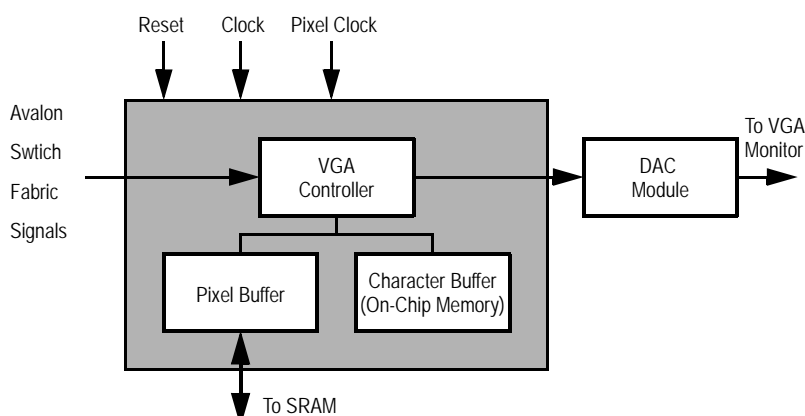 Reset
Clock
Pixel Clock
Avalon
Swtich
Fabric
Signals
VGA
Controller
DAC
Module
To VGA
Monitor
Pixel Buffer
Character Buffer
(On-Chip Memory)
To SRAM